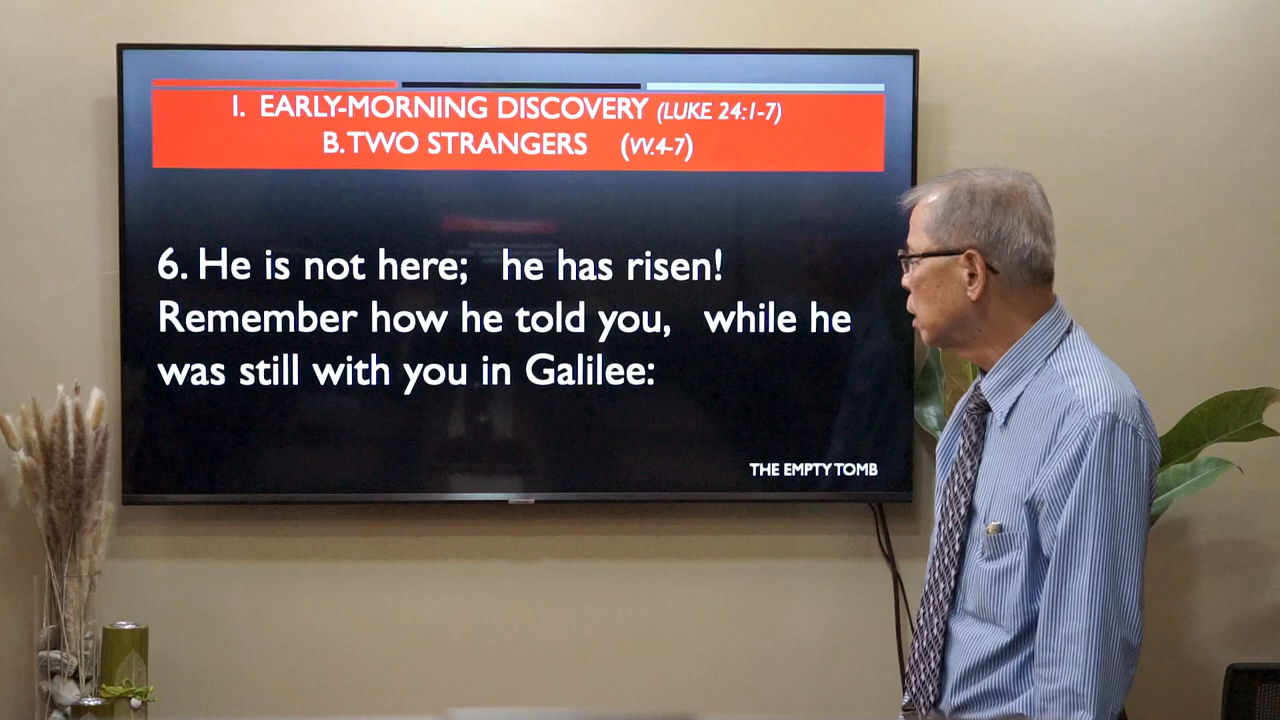 I. EARLY-MORNING DISCOVERY (LUKE 24:1-7)
B. TWO STRANGERS (VV.4-7)
6. He is not here; he has risen!
Remember how he told you, while he
was still with you in Galilee:
THE EMPTY TOMB